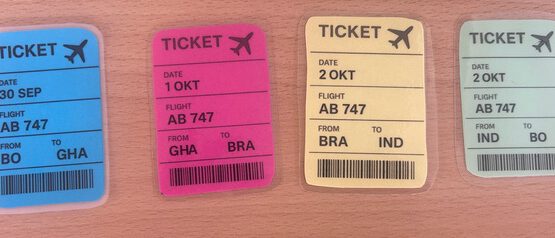 TICKET
DATE
30 SEP
FLIGHT
AB 747
FROM TO
BO GHA
TICKET
DATE
1 OKT
FLIGHT
AB 747
FROM TO
GHA BRA
TICKET
DATE
2 OKT
FLIGHT
AB 747
FROM TO
BRA IND
TICKET
DATE
2 OKT
FLIGHT
AB 747
FROM TO
IND BO